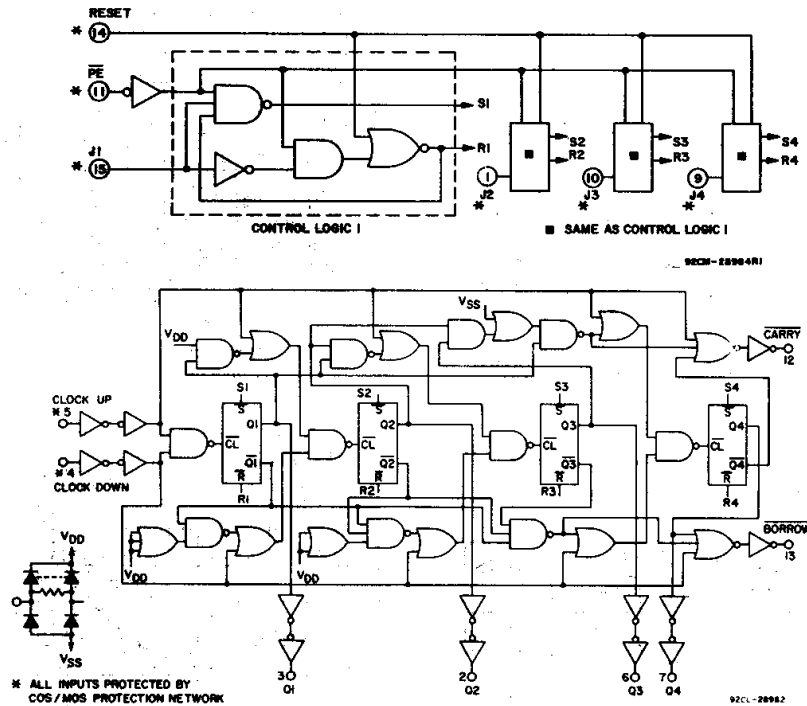 RESET
* 14
PE
* 11
S1
J1
* 15
R1
CONTROL LOGIC I
S2
R2
1
J2
*
S3
R3
10
J3
*
S4
R4
9
J4
*
■ SAME AS CONTROL LOGIC I
92CM-28984R1
VDD
VSS
CARRY
12
CLOCK UP
* 5
* 4
CLOCK DOWN
S1
S
Q1
CL
Q1
R
R1
S2
S
Q2
CL
Q2
R
R2
S3
S
Q3
CL
Q3
R
R3
S4
S
Q4
CL
Q4
R
R4
VDD
VDD
BORROW
13
VDD
VSS
3
Q1
2
Q2
6
Q3
7
Q4
* ALL INPUTS PROTECTED BY
COS/MOS PROTECTION NETWORK
92CL-28982